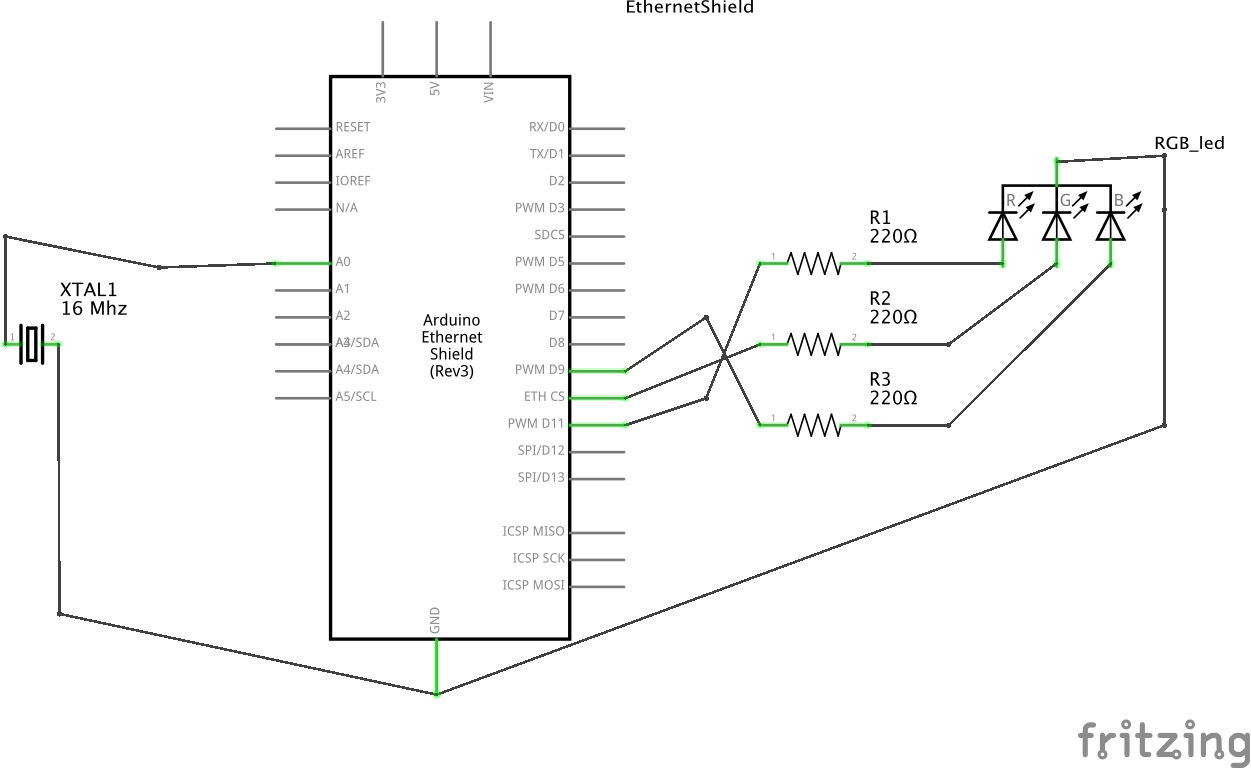 EthernetShield
3V3
5V
VIN
RESET
RX/D0
AREF
TX/D1
IOREF
D2
N/A
PWM D3
SDCS
A0
PWM D5
A1
PWM D6
A2
D7
/SDA
D8
A4/SDA
PWM D9
A5/SCL
ETH CS
PWM D11
SPI/D12
SPI/D13
ICSP MISO
ICSP SCK
ICSP MOSI
GND
Arduino
Ethernet
Shield
(Rev3)
XTAL1
16 Mhz
1
2
R1
220Ω
1
2
R2
220Ω
1
2
R3
220Ω
1
2
RGB_led
R
G
B
fritzing